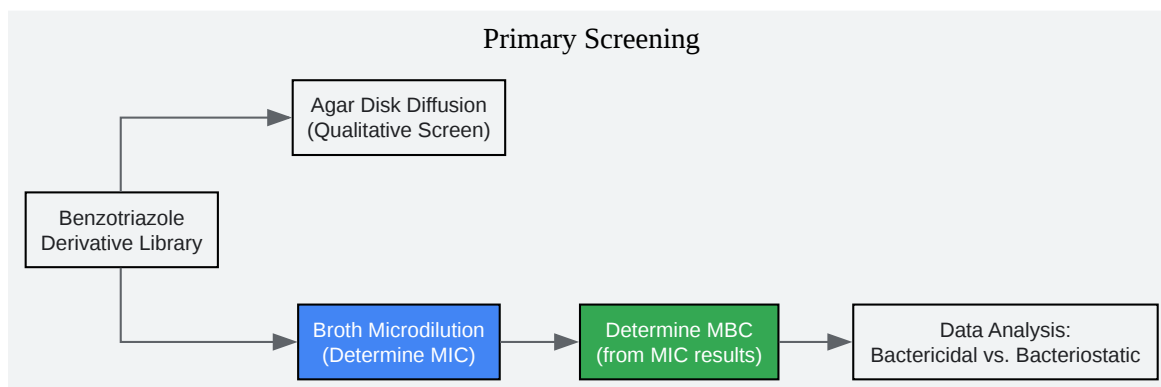 Primary Screening
Agar Disk Diffusion
(Qualitative Screen)
Benzotriazole
Derivative Library
Broth Microdilution
(Determine MIC)
Determine MBC
(from MIC results)
Data Analysis:
Bactericidal vs. Bacteriostatic